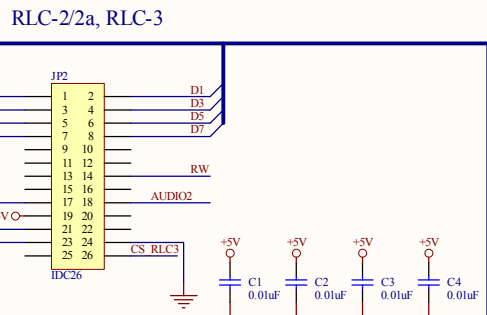 RLC-2/2a, RLC-3
JP2
1 2 D1
3 4 D3
5 6 D5
7 8 D7
9 10
11 12
13 14 RW
15 16
17 18 AUDIO2
V 19 20
21 22
23 24
25 26 CS_RLC3
IDC26
+5V +5V +5V +5V
C1 C2 C3 C4
0.01uF 0.01uF 0.01uF 0.01uF